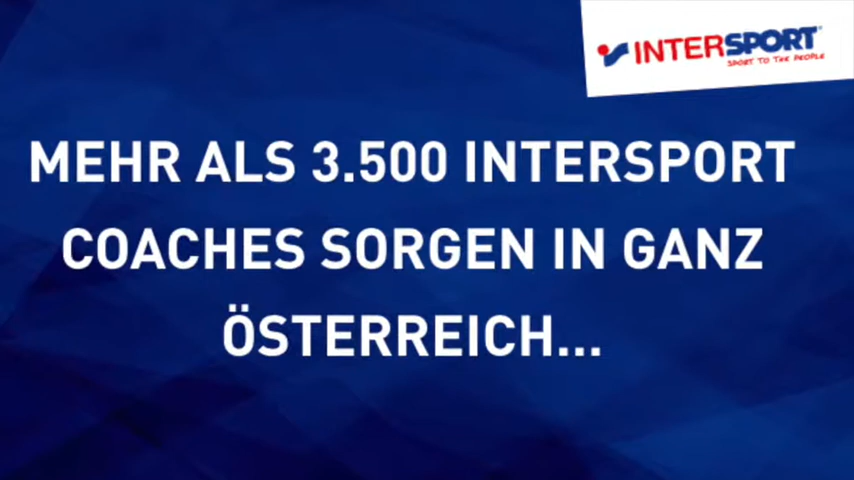 INTERSPORT
SPORT TO THE PEOPLE
MEHR ALS 3.500 INTERSPORT
COACHES SORGEN IN GANZ
ÖSTERREICH...